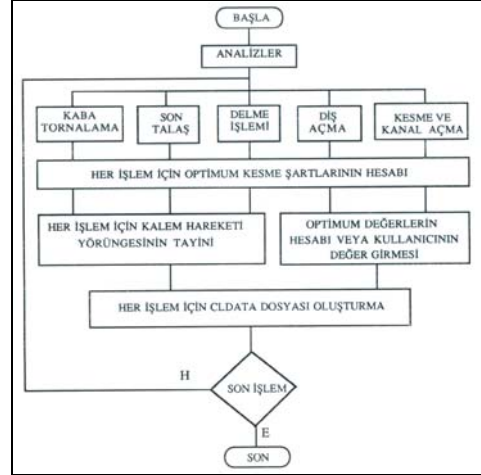 BAŞLA
ANALİZLER
KABA
TORNALAMA
SON
TALAŞ
DELME
İŞLEMİ
DİŞ
AÇMA
KESME VE
KANAL AÇMA
HER İŞLEM İÇİN OPTİMUM KESME ŞARTLARININ HESABI
HER İŞLEM İÇİN KALEM HAREKETİ
YÖRÜNGESİNİN TAYİNİ
OPTİMUM DEĞERLERİN
HESABI VEYA KULLANICININ
DEĞER GİRMESİ
HER İŞLEM İÇİN CLDATA DOSYASI OLUŞTURMA
H
SON İŞLEM
E
SON